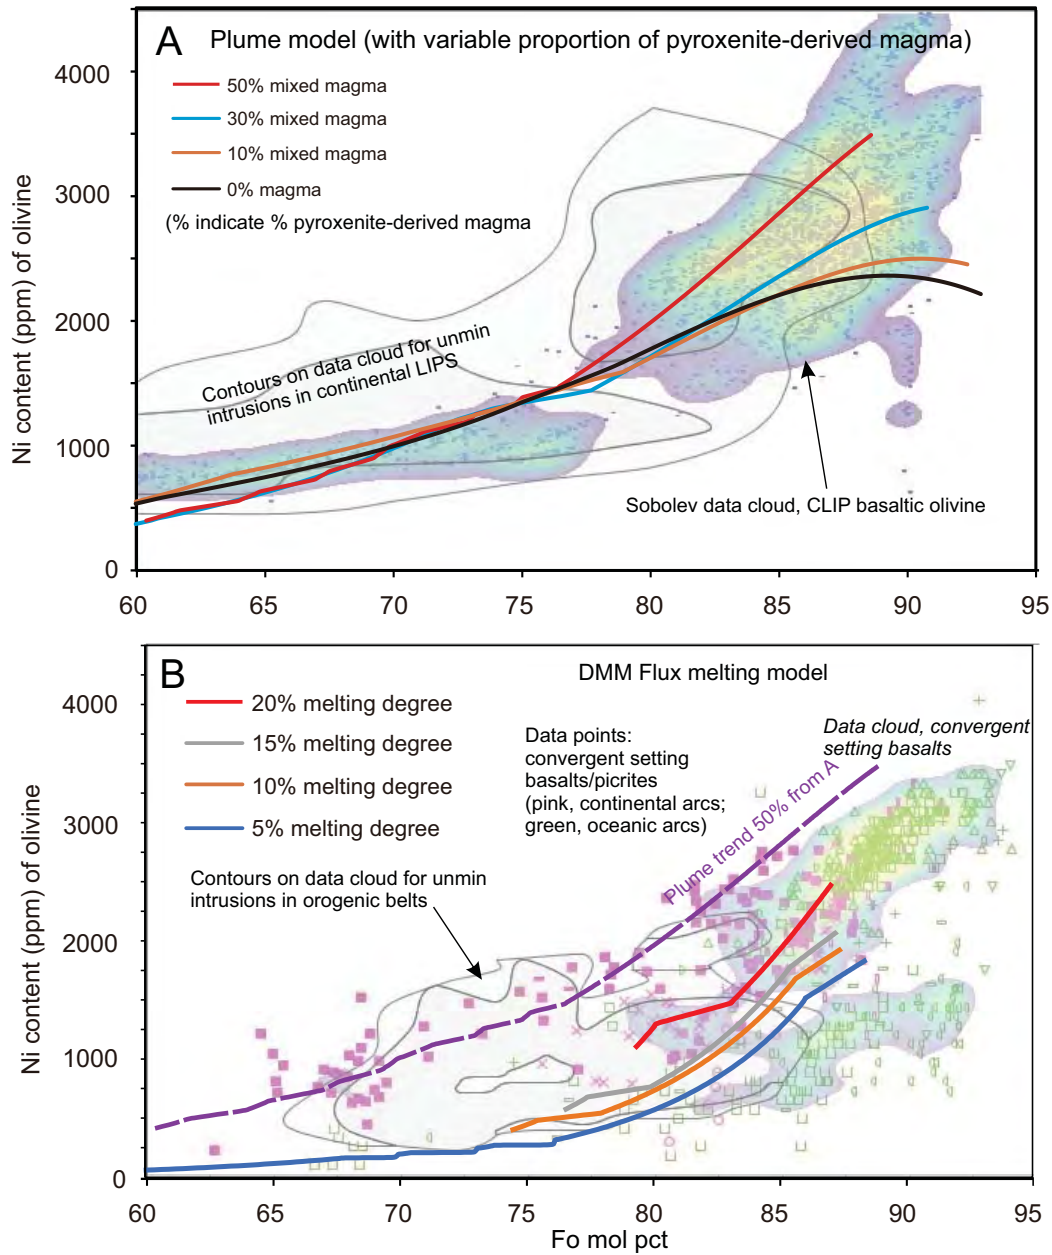 A
Plume model (with variable proportion of pyroxenite-derived magma)
50% mixed magma
30% mixed magma
10% mixed magma
0% magma
(% indicate % pyroxenite-derived magma
Contours on data cloud for unmin
intrusions in continental LIPS
Sobolev data cloud, CLIP basaltic olivine
Ni content (ppm) of olivine
4000
3000
2000
1000
0
60 65 70 75 80 85 90 95
B
DMM Flux melting model
20% melting degree
15% melting degree
10% melting degree
5% melting degree
Data points:
convergent setting
basalts/picrites
(pink, continental arcs;
green, oceanic arcs)
Data cloud, convergent
setting basalts
Plume trend 50% from A
Contours on data cloud for unmin
intrusions in orogenic belts
Ni content (ppm) of olivine
4000
3000
2000
1000
0
60 65 70 75 80 85 90 95
Fo mol pct